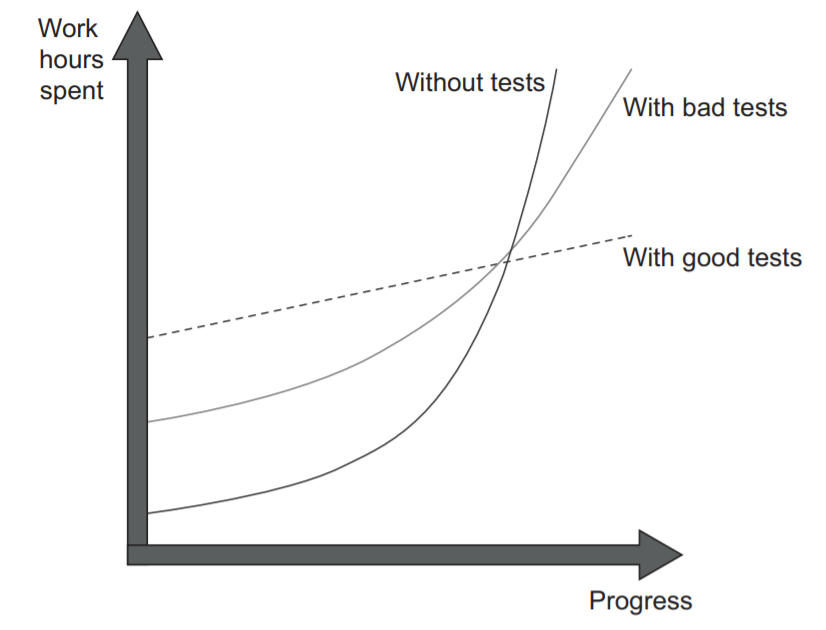 Work
hours
spent
Without tests
With bad tests
With good tests
Progress